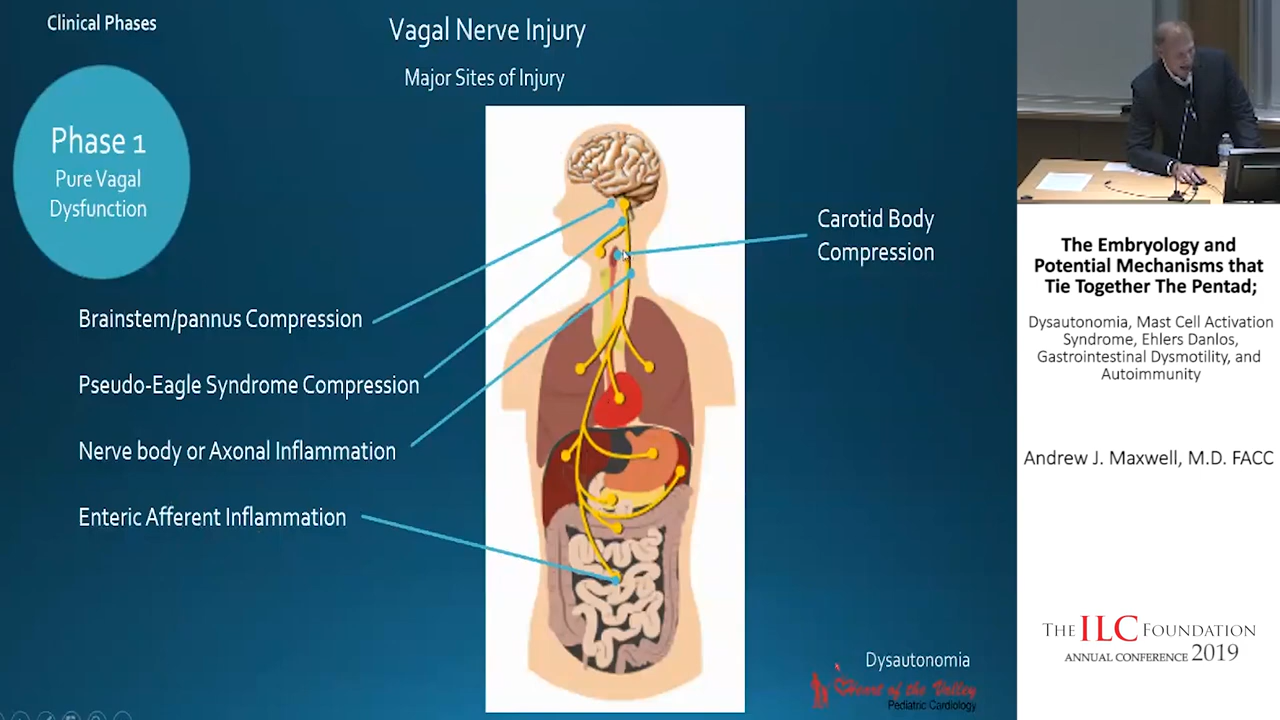 Clinical Phases
Vagal Nerve Injury
Major Sites of Injury
Phase 1
Pure Vagal
Dysfunction
Carotid Body
Compression
Brainstem/pannus Compression
Pseudo-Eagle Syndrome Compression
Nerve body or Axonal Inflammation
Enteric Afferent Inflammation
Dysautonomia
Heart of the Valley
Pediatric Cardiology
The Embryology and
Potential Mechanisms that
Tie Together The Pentad;
Dysautonomia, Mast Cell Activation
Syndrome, Ehlers Danlos,
Gastrointestinal Dysmotility, and
Autoimmunity
Andrew J. Maxwell, M.D. FACC
THE ILC FOUNDATION
ANNUAL CONFERENCE 2019